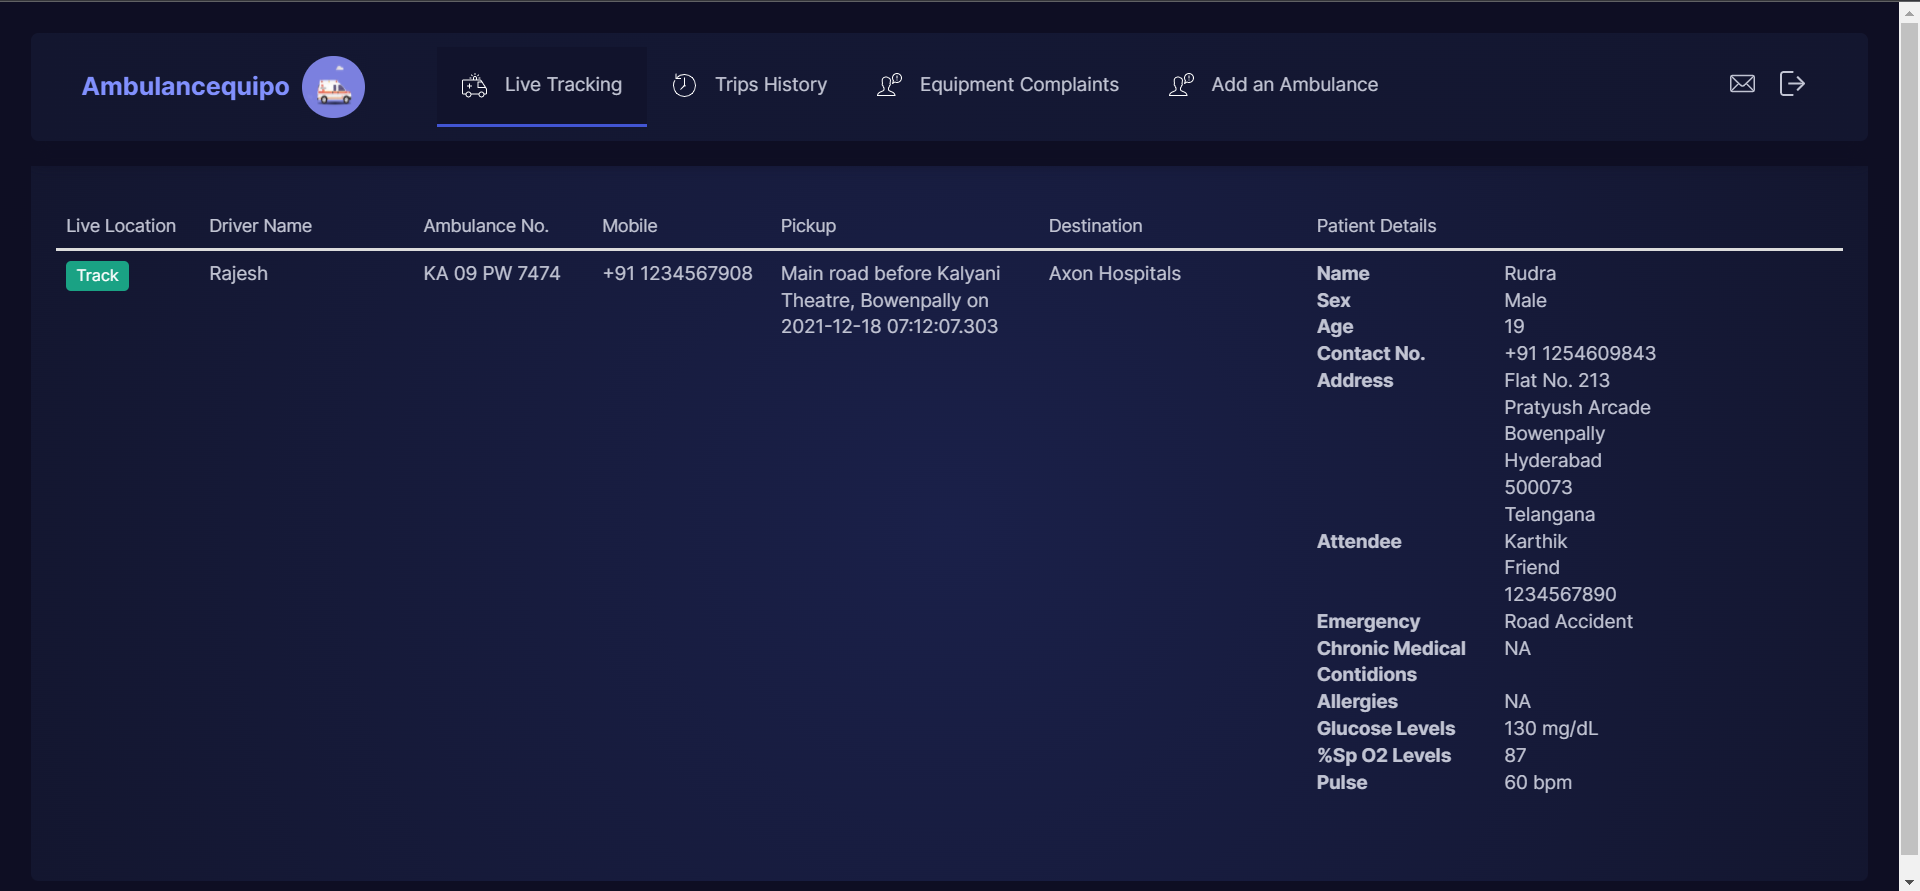 Ambulancequipo
Live Tracking
Trips History
Equipment Complaints
Add an Ambulance
Live Location Driver Name Ambulance No. Mobile Pickup Destination Patient Details
Track Rajesh KA 09 PW 7474 +91 1234567908 Main road before Kalyani Axon Hospitals Name Rudra
Theatre, Bowenpally on Sex Male
2021-12-18 07:12:07.303 Age 19
Contact No. +91 1254609843
Address Flat No. 213
Pratyush Arcade
Bowenpally
Hyderabad
500073
Telangana
Attendee Karthik
Friend
1234567890
Emergency Road Accident
Chronic Medical NA
Contidions
Allergies NA
Glucose Levels 130 mg/dL
%Sp O2 Levels 87
Pulse 60 bpm